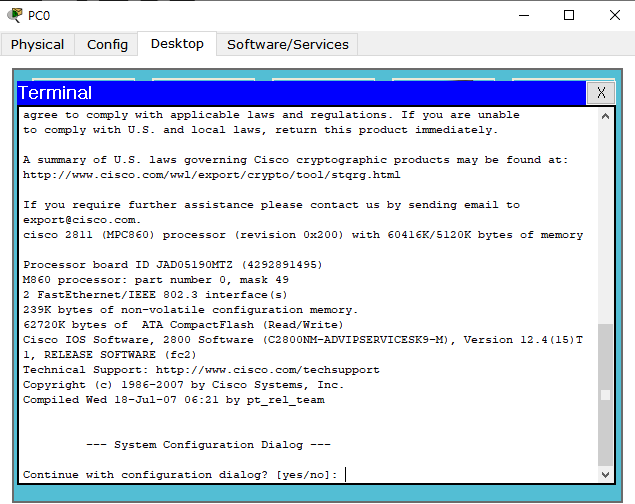 PC0
Physical Config Desktop Software/Services
Terminal X
agree to comply with applicable laws and regulations. If you are unable
to comply with U.S. and local laws, return this product immediately.
A summary of U.S. laws governing Cisco cryptographic products may be found at:
http://www.cisco.com/wwl/export/crypto/tool/stqrg.html
If you require further assistance please contact us by sending email to
export@cisco.com.
cisco 2811 (MPC860) processor (revision 0x200) with 60416K/5120K bytes of memory
Processor board ID JAD05190MTZ (4292891495)
M860 processor: part number 0, mask 49
2 FastEthernet/IEEE 802.3 interface(s)
239K bytes of non-volatile configuration memory.
62720K bytes of  ATA CompactFlash (Read/Write)
Cisco IOS Software, 2800 Software (C2800NM-ADVIPSERVICESK9-M), Version 12.4(15)T
1, RELEASE SOFTWARE (fc2)
Technical Support: http://www.cisco.com/techsupport
Copyright (c) 1986-2007 by Cisco Systems, Inc.
Compiled Wed 18-Jul-07 06:21 by pt_rel_team
--- System Configuration Dialog ---
Continue with configuration dialog? [yes/no]: